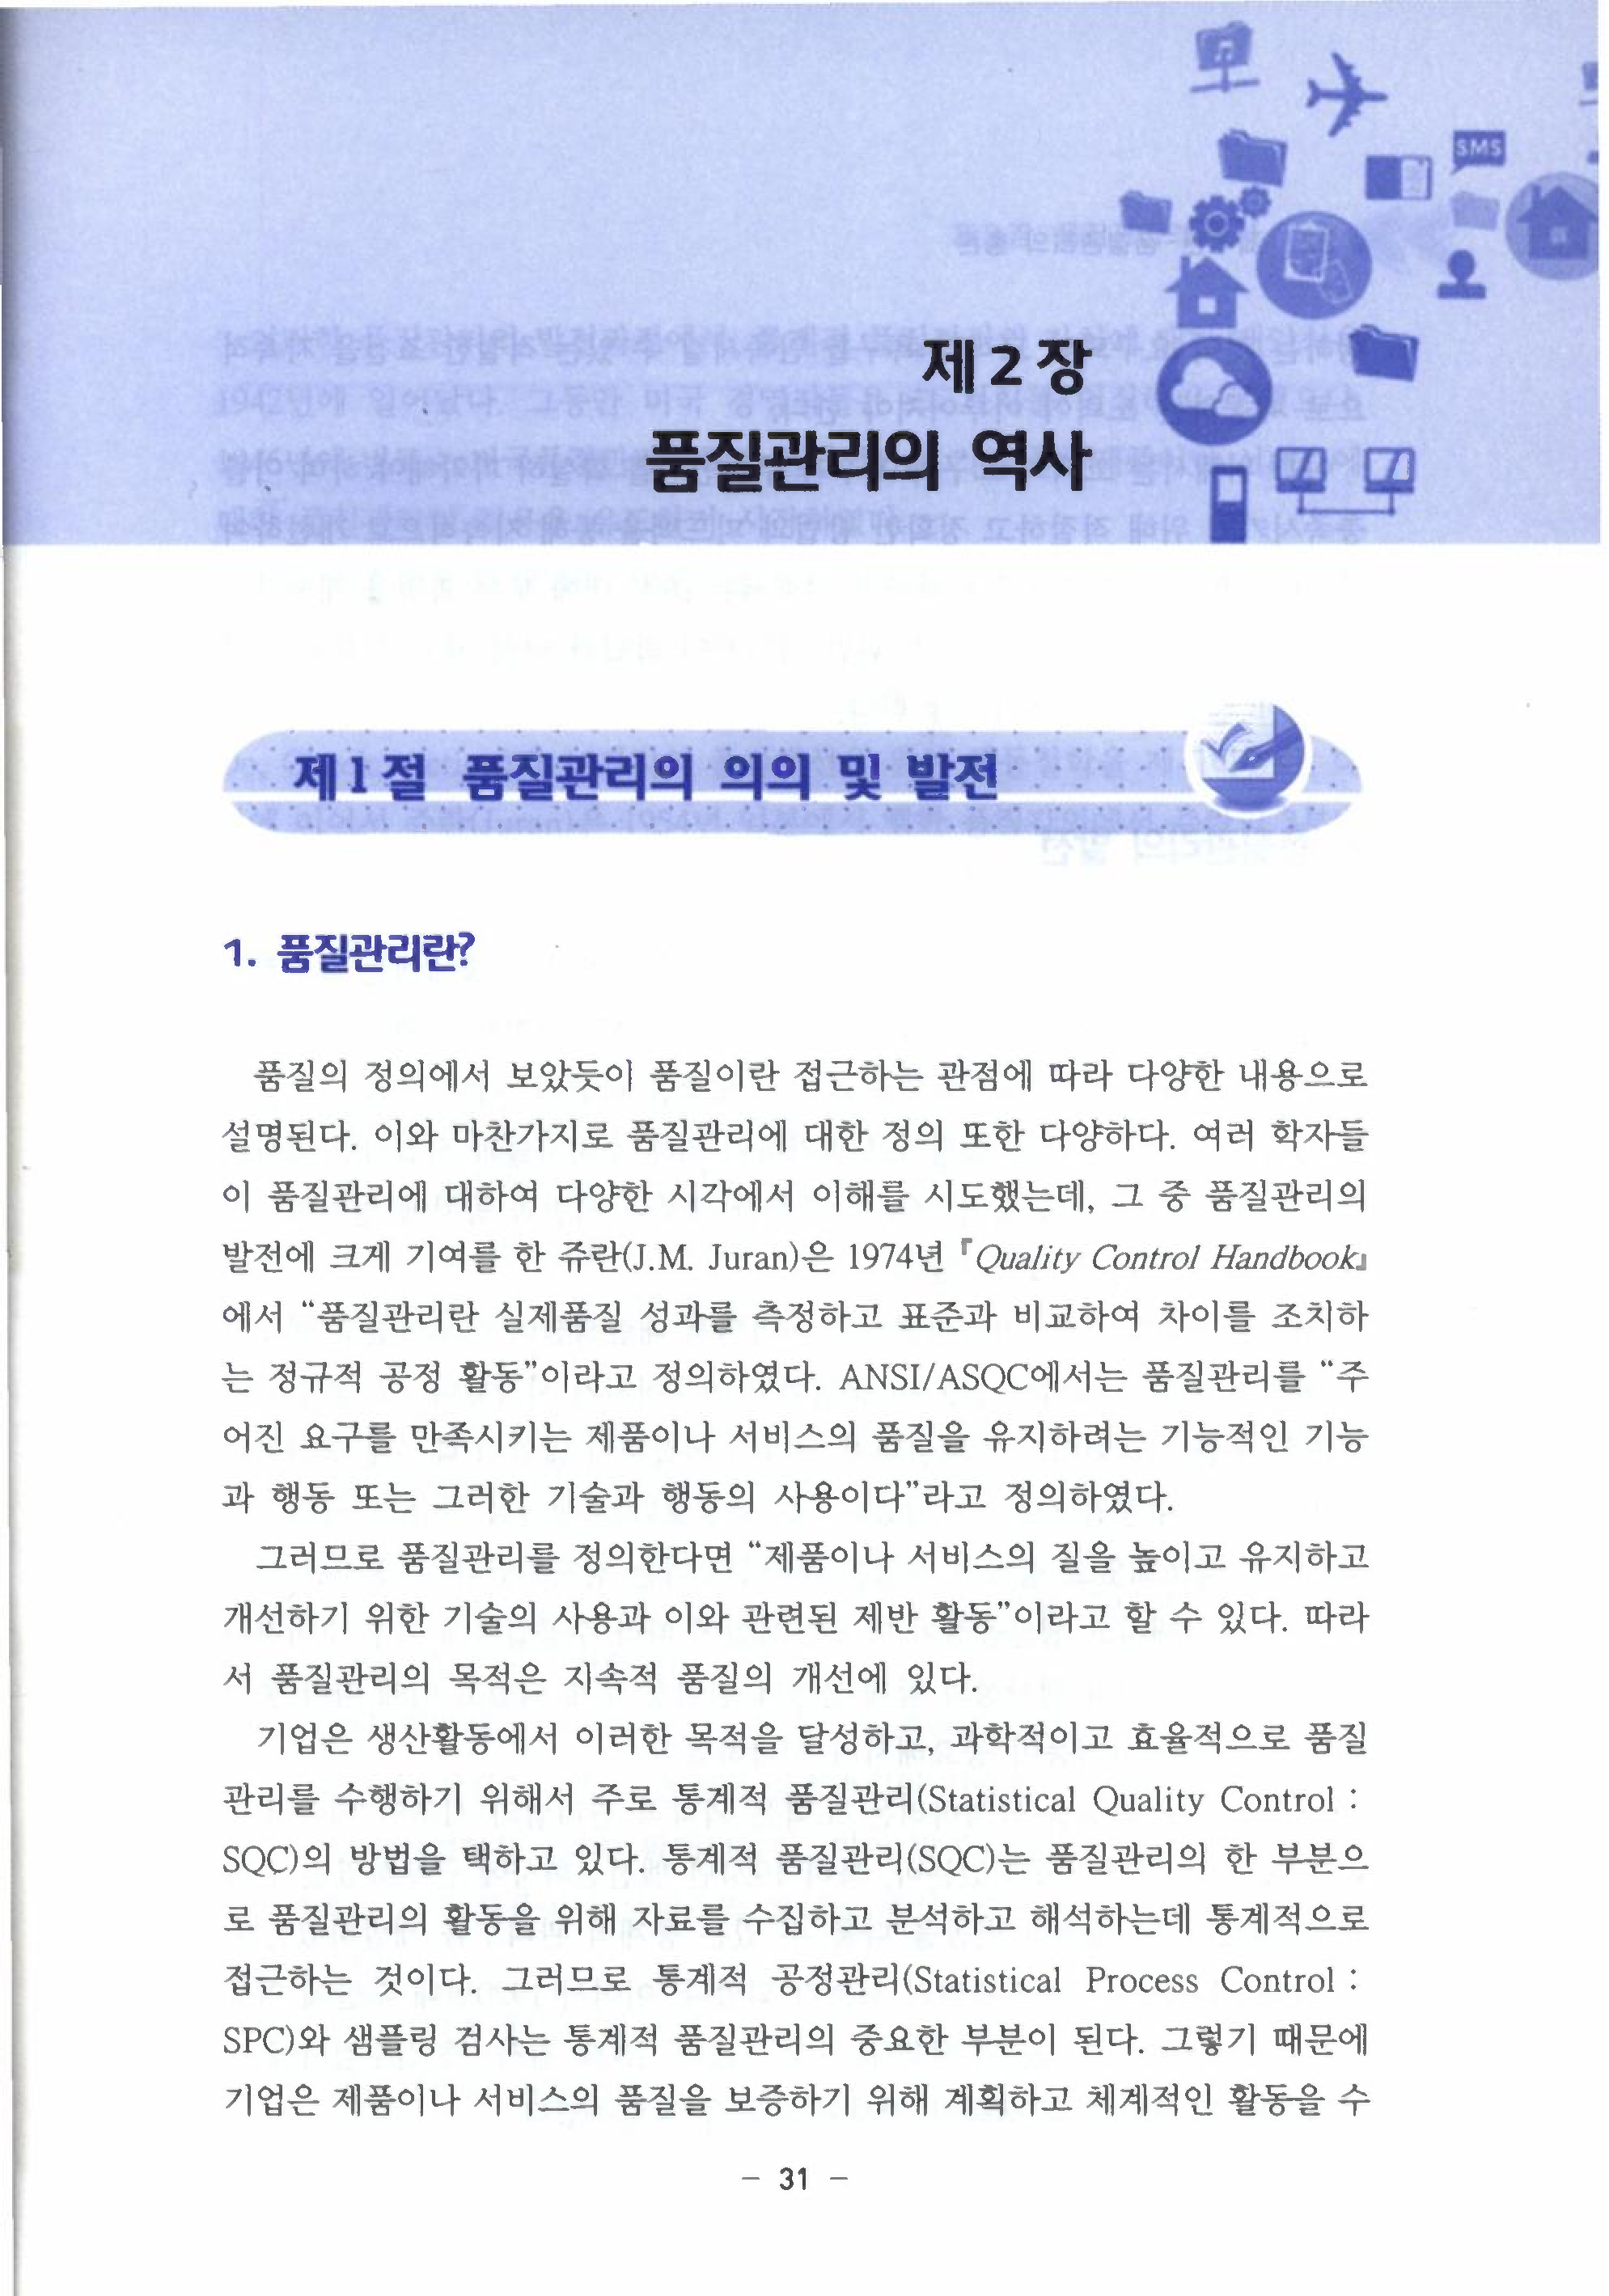 SMS
제2장
품질관리의 역사
제1절 품질관리의 의의 및 발전
1. 품질관리란?
품질의 정의에서 보았듯이 품질이란 접근하는 관점에 따라 다양한 내용으로
설명된다. 이와 마찬가지로 품질관리에 대한 정의 또한 다양하다. 여러 학자들
이 품질관리에 대하여 다양한 시각에서 이해를 시도했는데, 그 중 품질관리의
발전에 크게 기여를 한 쥬란(J.M. Juran)은 1974년 『Quality Control Handbook』
에서 “품질관리란 실제품질 성과를 측정하고 표준과 비교하여 차이를 조치하
는 정규적 공정 활동”이라고 정의하였다. ANSI/ASQC에서는 품질관리를 “주
어진 요구를 만족시키는 제품이나 서비스의 품질을 유지하려는 기능적인 기능
과 행동 또는 그러한 기술과 행동의 사용이다”라고 정의하였다.
그러므로 품질관리를 정의한다면 “제품이나 서비스의 질을 높이고 유지하고
개선하기 위한 기술의 사용과 이와 관련된 제반 활동”이라고 할 수 있다. 따라
서 품질관리의 목적은 지속적 품질의 개선에 있다.
기업은 생산활동에서 이러한 목적을 달성하고, 과학적이고 효율적으로 품질
관리를 수행하기 위해서 주로 통계적 품질관리(Statistical Quality Control :
SQC)의 방법을 택하고 있다. 통계적 품질관리(SQC)는 품질관리의 한 부분으
로 품질관리의 활동을 위해 자료를 수집하고 분석하고 해석하는데 통계적으로
접근하는 것이다. 그러므로 통계적 공정관리(Statistical Process Control :
SPC)와 샘플링 검사는 통계적 품질관리의 중요한 부분이 된다. 그렇기 때문에
기업은 제품이나 서비스의 품질을 보증하기 위해 계획하고 체계적인 활동을 수
- 31 -